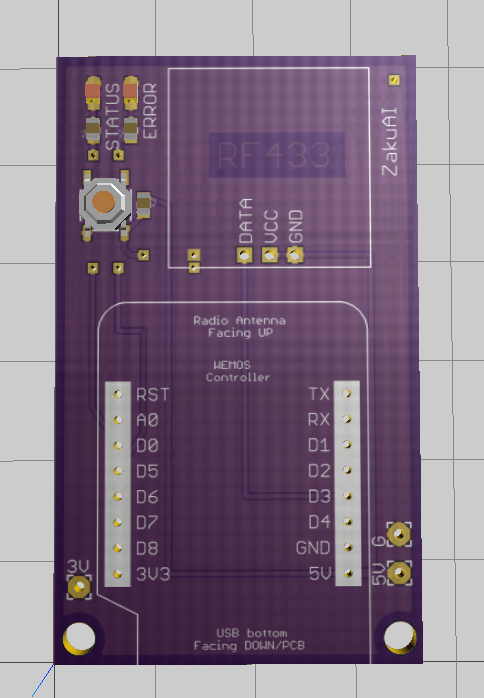 STATUS
ERROR
RF433
ZakuAI
DATA
VCC
GND
Radio Antenna
Facing UP
WEMOS
Controller
RST TX
A0 RX
D0 D1
D5 D2
D6 D3
D7 D4
D8 GND
3V3 5V
G
5V
3V
USB bottom
Facing DOWN/PCB